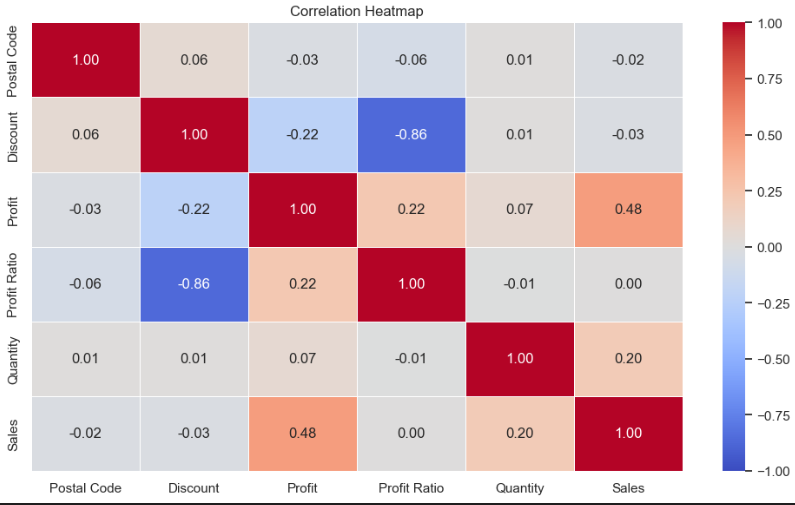 Correlation Heatmap
Postal Code 1.00 0.06 -0.03 -0.06 0.01 -0.02
Discount 0.06 1.00 -0.22 -0.86 0.01 -0.03
Profit -0.03 -0.22 1.00 0.22 0.07 0.48
Profit Ratio -0.06 -0.86 0.22 1.00 -0.01 0.00
Quantity 0.01 0.01 0.07 -0.01 1.00 0.20
Sales -0.02 -0.03 0.48 0.00 0.20 1.00
Postal Code Discount Profit Profit Ratio Quantity Sales
1.00
0.75
0.50
0.25
0.00
−0.25
−0.50
−0.75
−1.00